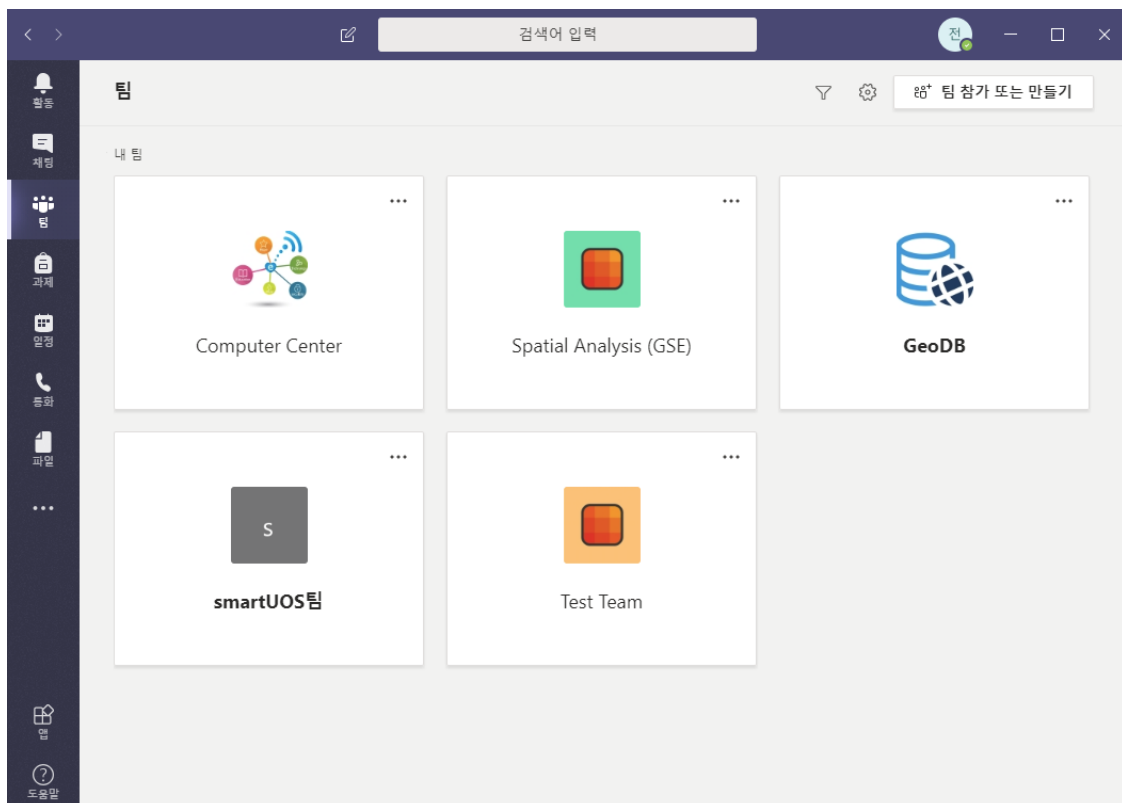 검색어 입력
전
활동
채팅
팀
과제
일정
통화
파일
앱
도움말
팀
팀 참가 또는 만들기
내 팀
Computer Center
Spatial Analysis (GSE)
GeoDB
S
smartUOS팀
Test Team